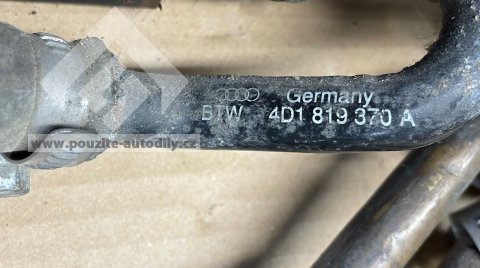 Germany
BTW 4D1 819 370 A
www.pouzite-autodily.cz